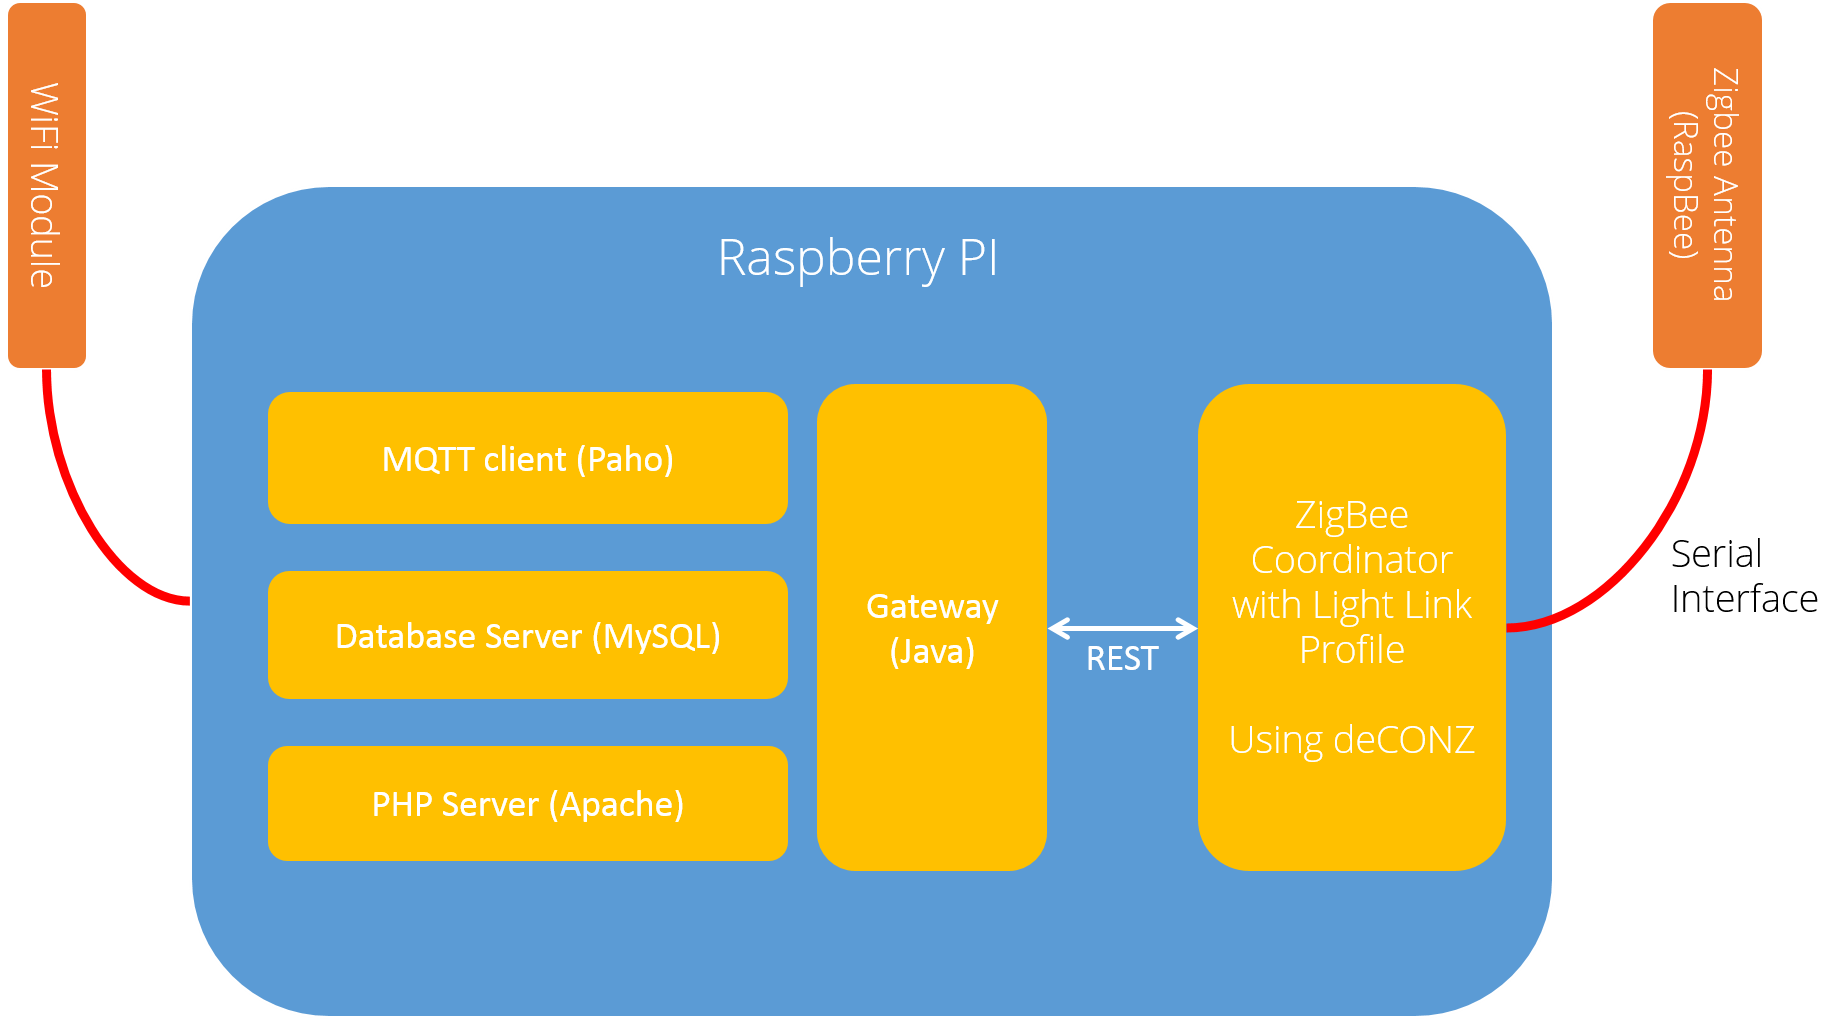 WiFi Module
Zigbee Antenna
(RaspBee)
Raspberry PI
MQTT client (Paho)
Database Server (MySQL)
PHP Server (Apache)
Gateway
(Java)
REST
ZigBee
Coordinator
with Light Link
Profile
Using deCONZ
Serial
Interface